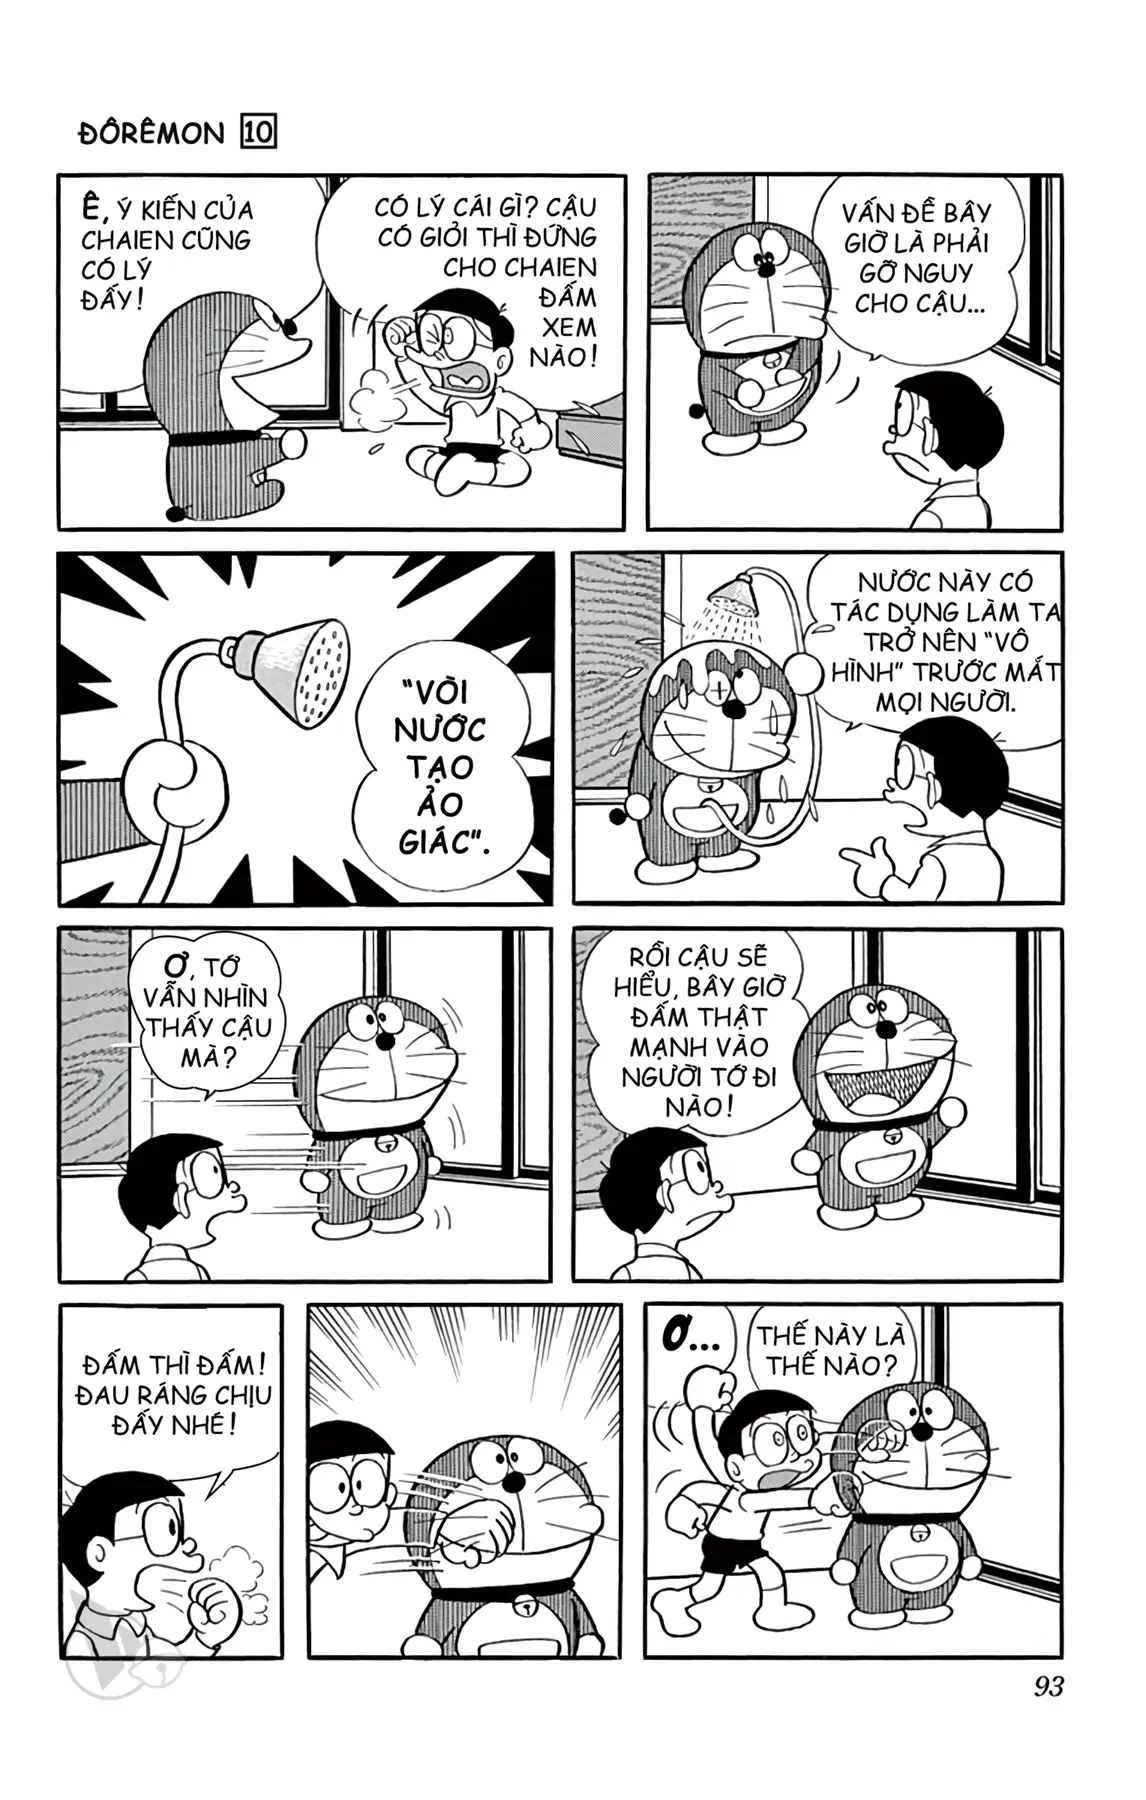 ĐÔRÊMON 10
Ê, Ý KIẾN CỦA
CHAIEN CŨNG
CÓ LÝ
ĐẤY!
CÓ LÝ CÁI GÌ? CẬU
CÓ GIỎI THÌ ĐỨNG
CHO CHAIEN
ĐẤM
XEM
NÀO!
VẤN ĐỀ BÂY
GIỜ LÀ PHẢI
GỠ NGUY
CHO CẬU...
"VÒI
NƯỚC
TẠO
ẢO
GIÁC".
NƯỚC NÀY CÓ
TÁC DỤNG LÀM TA
TRỞ NÊN "VÔ
HÌNH" TRƯỚC MẮT
MỌI NGƯỜI.
Ơ, TỚ
VẪN NHÌN
THẤY CẬU
MÀ?
RỒI CẬU SẼ
HIỂU, BÂY GIỜ
ĐẤM THẬT
MẠNH VÀO
NGƯỜI TỚ ĐI
NÀO!
ĐẤM THÌ ĐẤM!
ĐAU RÁNG CHỊU
ĐẤY NHÉ!
Ơ...
THẾ NÀY LÀ
THẾ NÀO?
93